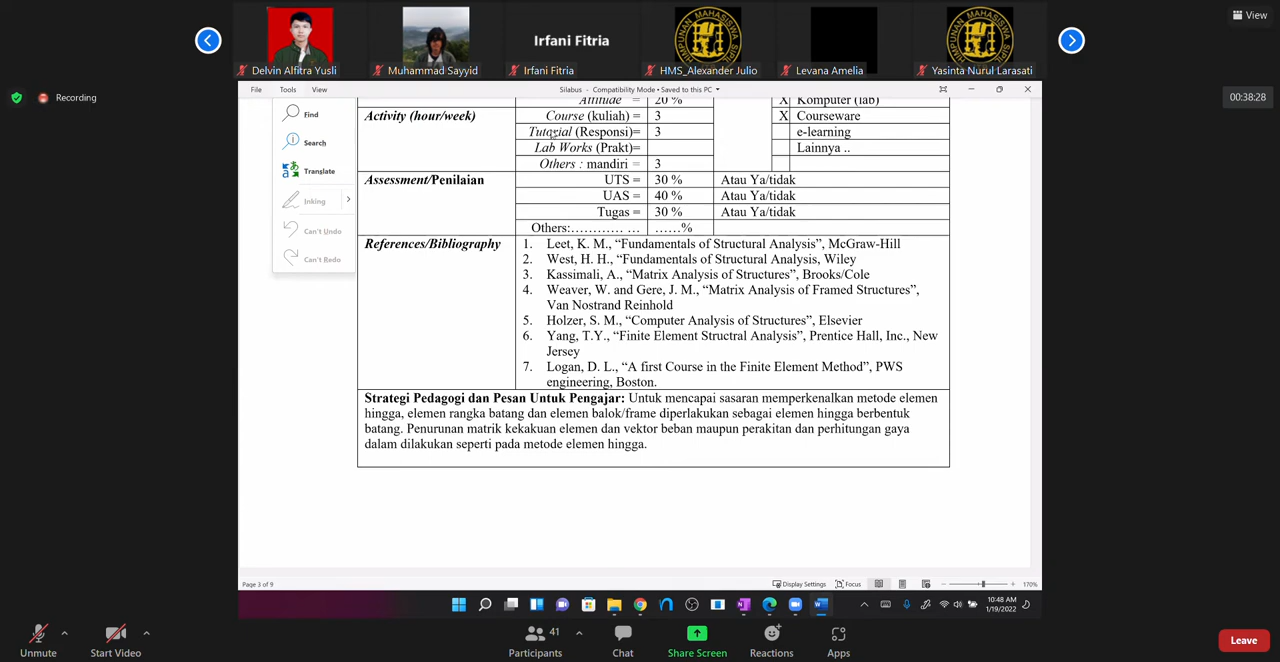 View
Irfani Fitria
Delvin Alfitra Yusli
Muhammad Sayyid
Irfani Fitria
HMS_Alexander Julio
Levana Amelia
Yasinta Nurul Larasati
Recording
00:38:28
File Tools View
Silabus - Compatibility Mode • Saved to this PC
Find
Search
Translate
Inking
Can't Undo
Can't Redo
Attitude 20 % X Komputer (lab)
Activity (hour/week) Course (kuliah) = 3 X Courseware
Tutorial (Responsi)= 3 e-learning
Lab Works (Prakt)= Lainnya ..
Others : mandiri = 3
Assessment/Penilaian UTS = 30 % Atau Ya/tidak
UAS = 40 % Atau Ya/tidak
Tugas = 30 % Atau Ya/tidak
Others:………… … ……%
References/Bibliography 1. Leet, K. M., “Fundamentals of Structural Analysis”, McGraw-Hill
2. West, H. H., “Fundamentals of Structural Analysis, Wiley
3. Kassimali, A., “Matrix Analysis of Structures”, Brooks/Cole
4. Weaver, W. and Gere, J. M., “Matrix Analysis of Framed Structures”,
Van Nostrand Reinhold
5. Holzer, S. M., “Computer Analysis of Structures”, Elsevier
6. Yang, T.Y., “Finite Element Structral Analysis”, Prentice Hall, Inc., New
Jersey
7. Logan, D. L., “A first Course in the Finite Element Method”, PWS
engineering, Boston.
Strategi Pedagogi dan Pesan Untuk Pengajar: Untuk mencapai sasaran memperkenalkan metode elemen
hingga, elemen rangka batang dan elemen balok/frame diperlakukan sebagai elemen hingga berbentuk
batang. Penurunan matrik kekakuan elemen dan vektor beban maupun perakitan dan perhitungan gaya
dalam dilakukan seperti pada metode elemen hingga.
Page 3 of 9
Display Settings Focus 170%
10:48 AM
1/19/2022
Unmute
Start Video
41
Participants
Chat
Share Screen
Reactions
Apps
Leave